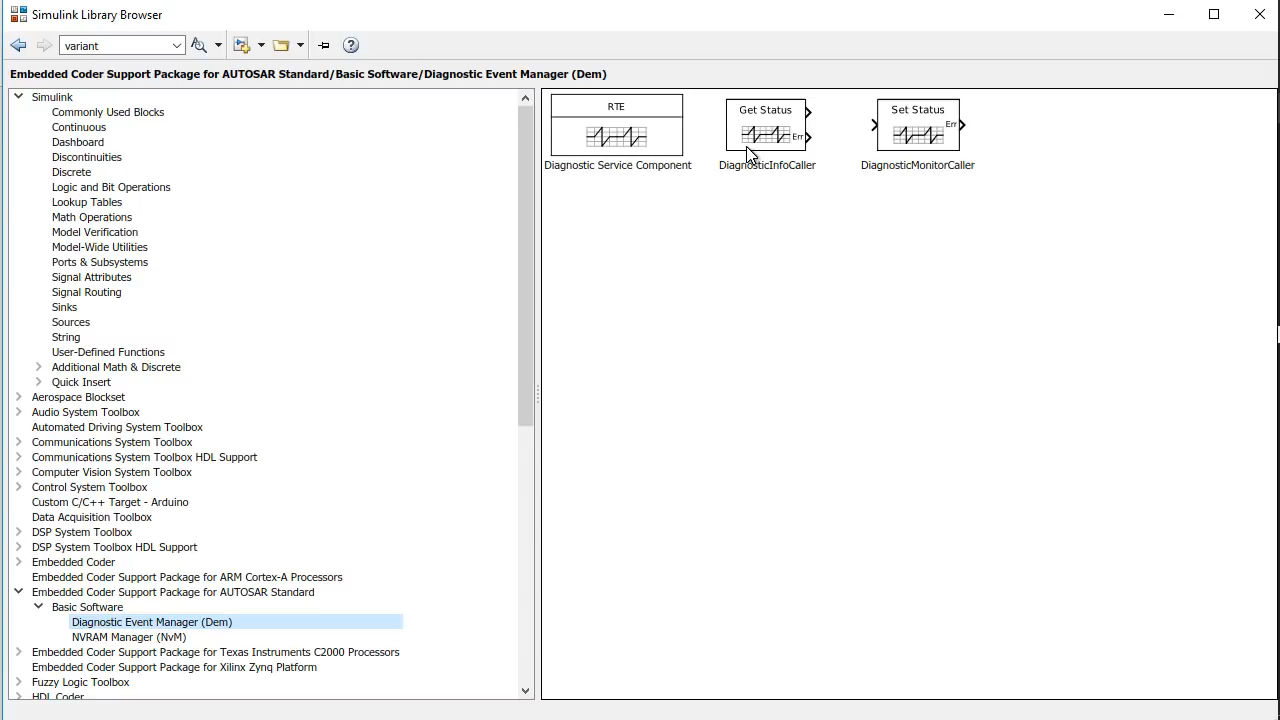 Simulink Library Browser
variant
Embedded Coder Support Package for AUTOSAR Standard/Basic Software/Diagnostic Event Manager (Dem)
Simulink
Commonly Used Blocks
Continuous
Dashboard
Discontinuities
Discrete
Logic and Bit Operations
Lookup Tables
Math Operations
Model Verification
Model-Wide Utilities
Ports & Subsystems
Signal Attributes
Signal Routing
Sinks
Sources
String
User-Defined Functions
Additional Math & Discrete
Quick Insert
Aerospace Blockset
Audio System Toolbox
Automated Driving System Toolbox
Communications System Toolbox
Communications System Toolbox HDL Support
Computer Vision System Toolbox
Control System Toolbox
Custom C/C++ Target - Arduino
Data Acquisition Toolbox
DSP System Toolbox
DSP System Toolbox HDL Support
Embedded Coder
Embedded Coder Support Package for ARM Cortex-A Processors
Embedded Coder Support Package for AUTOSAR Standard
Basic Software
Diagnostic Event Manager (Dem)
NVRAM Manager (NvM)
Embedded Coder Support Package for Texas Instruments C2000 Processors
Embedded Coder Support Package for Xilinx Zynq Platform
Fuzzy Logic Toolbox
HDL Coder
RTE
Diagnostic Service Component
Get Status
Err
DiagnosticInfoCaller
Set Status
Err
DiagnosticMonitorCaller